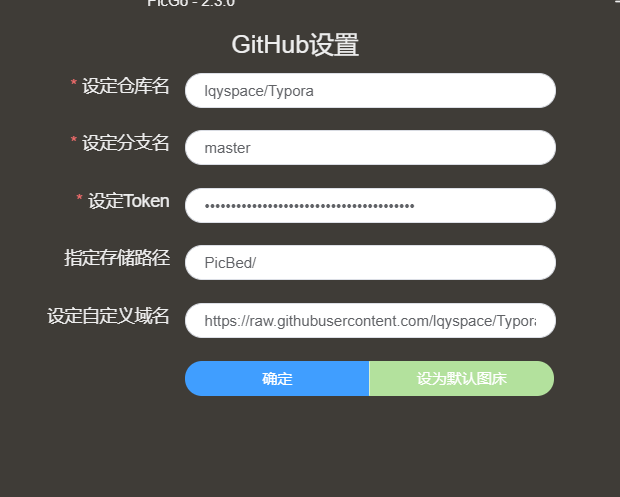 PicGo - 2.3.0
GitHub设置
* 设定仓库名
lqyspace/Typora
* 设定分支名
master
* 设定Token
••••••••••••••••••••••••••••••••••••••••
指定存储路径
PicBed/
设定自定义域名
https://raw.githubusercontent.com/lqyspace/Typora
确定
设为默认图床